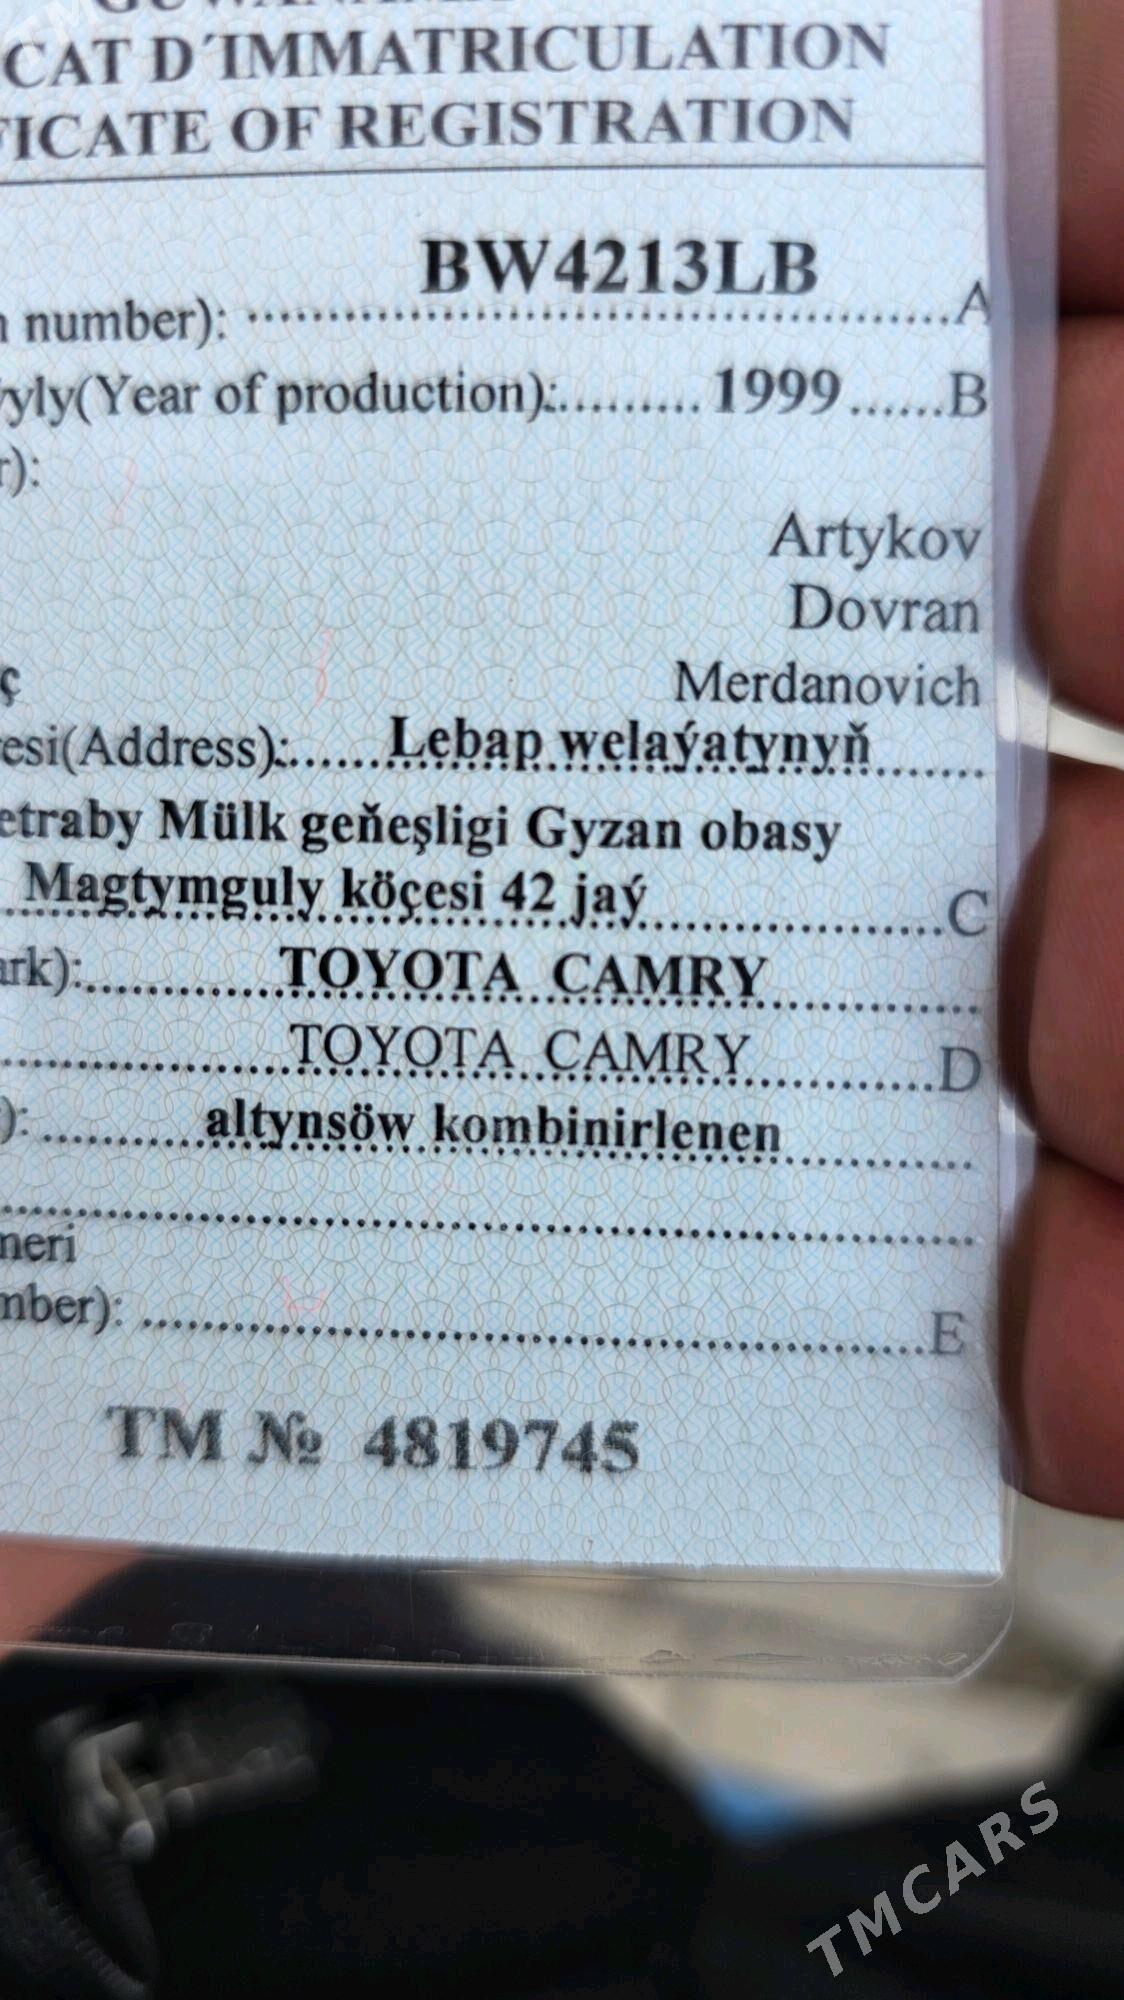 CAT D'IMMATRICULATION
FICATE OF REGISTRATION
BW4213LB
number): A
yly(Year of production): 1999 B
r):
Artykov
Dovran
ç Merdanovich
esi(Address): Lebap welaýatynyň
etraby Mülk geňeşligi Gyzan obasy
Magtymguly köçesi 42 jaý C
ark): TOYOTA CAMRY
TOYOTA CAMRY D
): altynsöw kombinirlenen
neri
mber): E
TM № 4819745
TMCARS